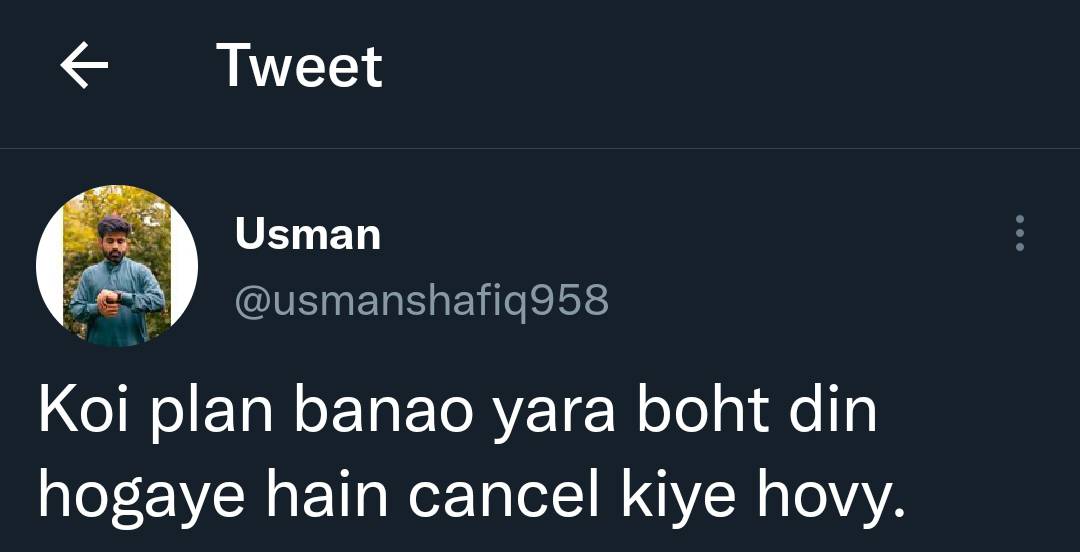 Tweet
Usman
@usmanshafiq958
Koi plan banao yara boht din
hogaye hain cancel kiye hovy.